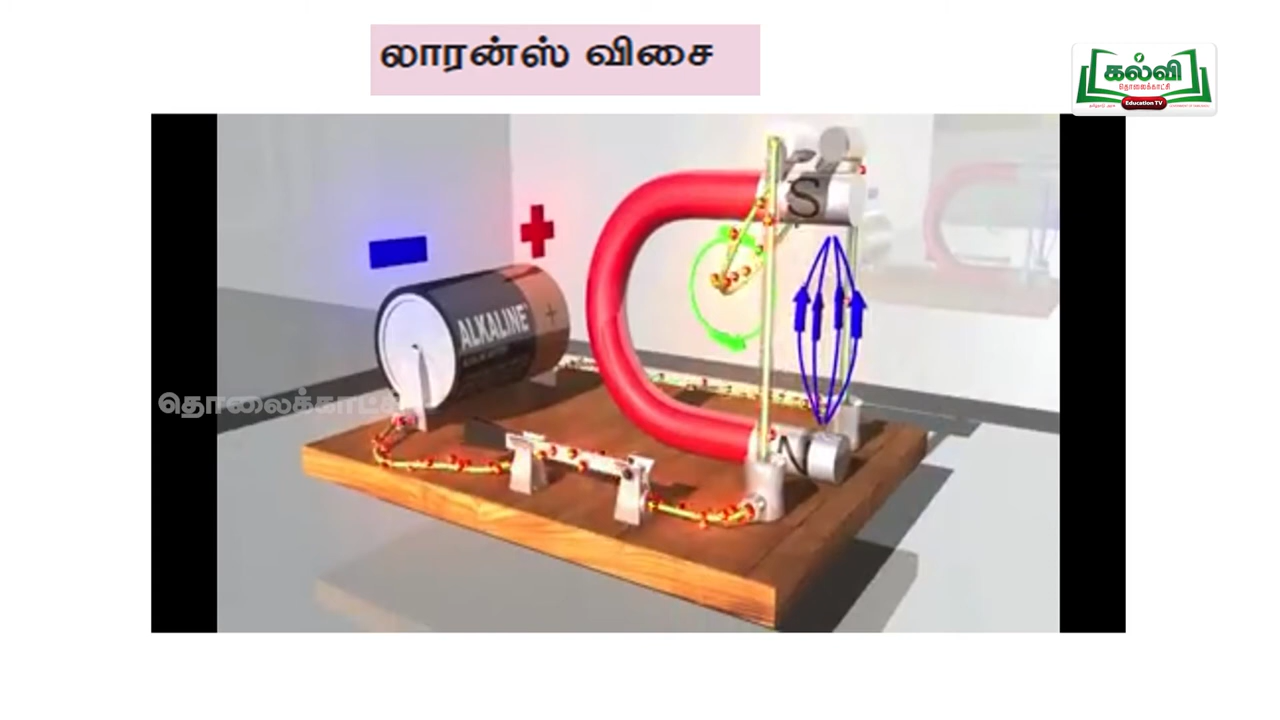 லாரன்ஸ் விசை
கல்வி
தொலைக்காட்சி
Education TV
ALKALINE
+
S
N
தொலைக்காட்சி